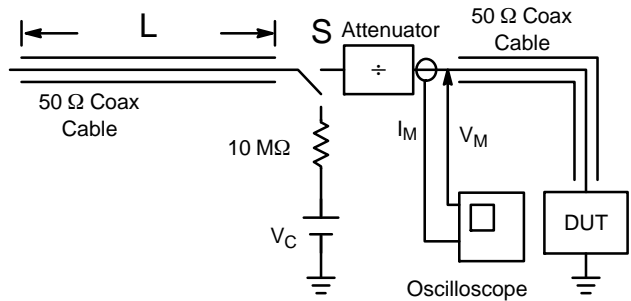 L
S
Attenuator
÷
50 Ω Coax
Cable
50 Ω Coax
Cable
I_M
V_M
10 MΩ
V_C
DUT
Oscilloscope